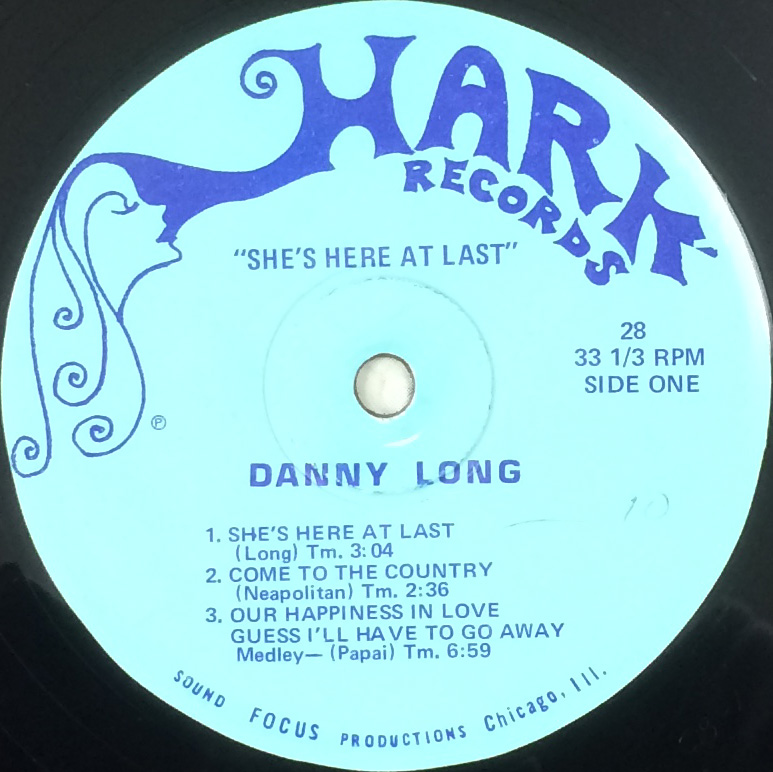 HARK'
RECORDS
"SHE'S HERE AT LAST"
28
33 1/3 RPM
SIDE ONE
℗
DANNY LONG
10
1. SHE'S HERE AT LAST
(Long) Tm. 3:04
2. COME TO THE COUNTRY
(Neapolitan) Tm. 2:36
3. OUR HAPPINESS IN LOVE
GUESS I'LL HAVE TO GO AWAY
Medley— (Papai) Tm. 6:59
SOUND FOCUS PRODUCTIONS Chicago, Ill.